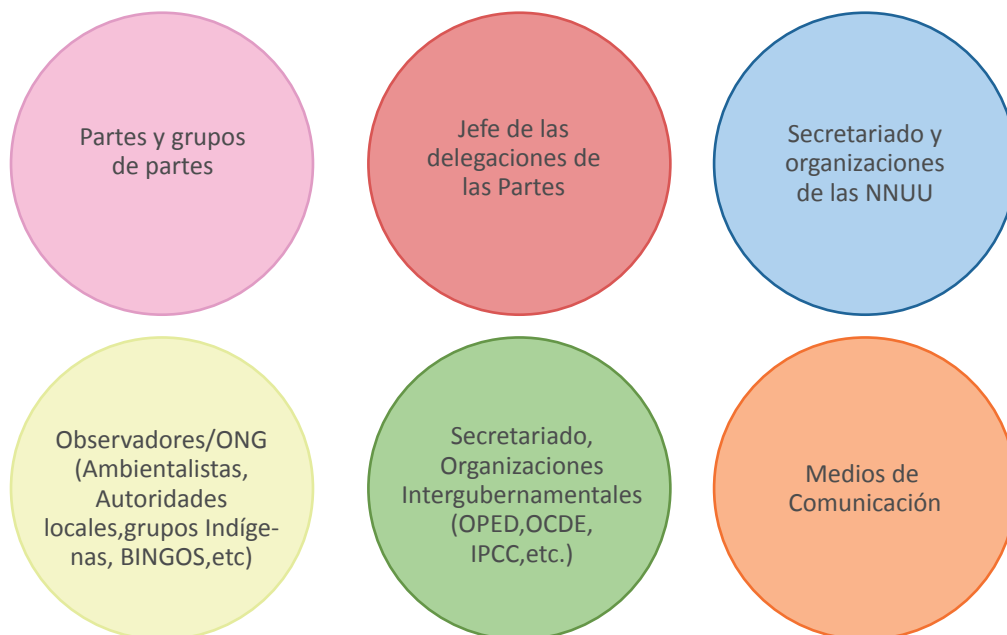 Partes y grupos
de partes
Jefe de las
delegaciones de
las Partes
Secretariado y
organizaciones
de las NNUU
Observadores/ONG
(Ambientalistas,
Autoridades
locales,grupos Indíge-
nas, BINGOS,etc)
Secretariado,
Organizaciones
Intergubernamentales
(OPED,OCDE,
IPCC,etc.)
Medios de
Comunicación